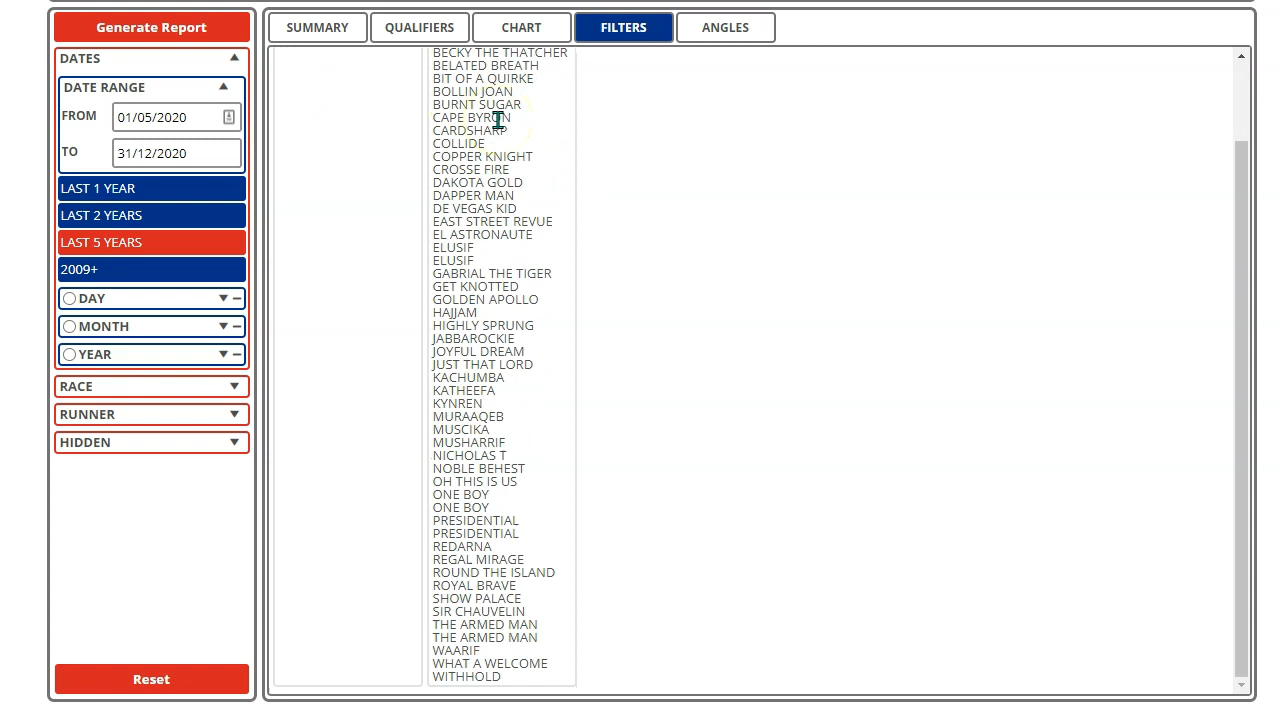 Generate Report
DATES
DATE RANGE
FROM 01/05/2020
TO 31/12/2020
LAST 1 YEAR
LAST 2 YEARS
LAST 5 YEARS
2009+
DAY
MONTH
YEAR
RACE
RUNNER
HIDDEN
Reset
SUMMARY
QUALIFIERS
CHART
FILTERS
ANGLES
BECKY THE THATCHER
BELATED BREATH
BIT OF A QUIRKE
BOLLIN JOAN
BURNT SUGAR
CAPE BYRON
CARDSHARP
COLLIDE
COPPER KNIGHT
CROSSE FIRE
DAKOTA GOLD
DAPPER MAN
DE VEGAS KID
EAST STREET REVUE
EL ASTRONAUTE
ELUSIF
ELUSIF
GABRIAL THE TIGER
GET KNOTTED
GOLDEN APOLLO
HAJJAM
HIGHLY SPRUNG
JABBAROCKIE
JOYFUL DREAM
JUST THAT LORD
KACHUMBA
KATHEEFA
KYNREN
MURAAQEB
MUSCIKA
MUSHARRIF
NICHOLAS T
NOBLE BEHEST
OH THIS IS US
ONE BOY
ONE BOY
PRESIDENTIAL
PRESIDENTIAL
REDARNA
REGAL MIRAGE
ROUND THE ISLAND
ROYAL BRAVE
SHOW PALACE
SIR CHAUVELIN
THE ARMED MAN
THE ARMED MAN
WAARIF
WHAT A WELCOME
WITHHOLD